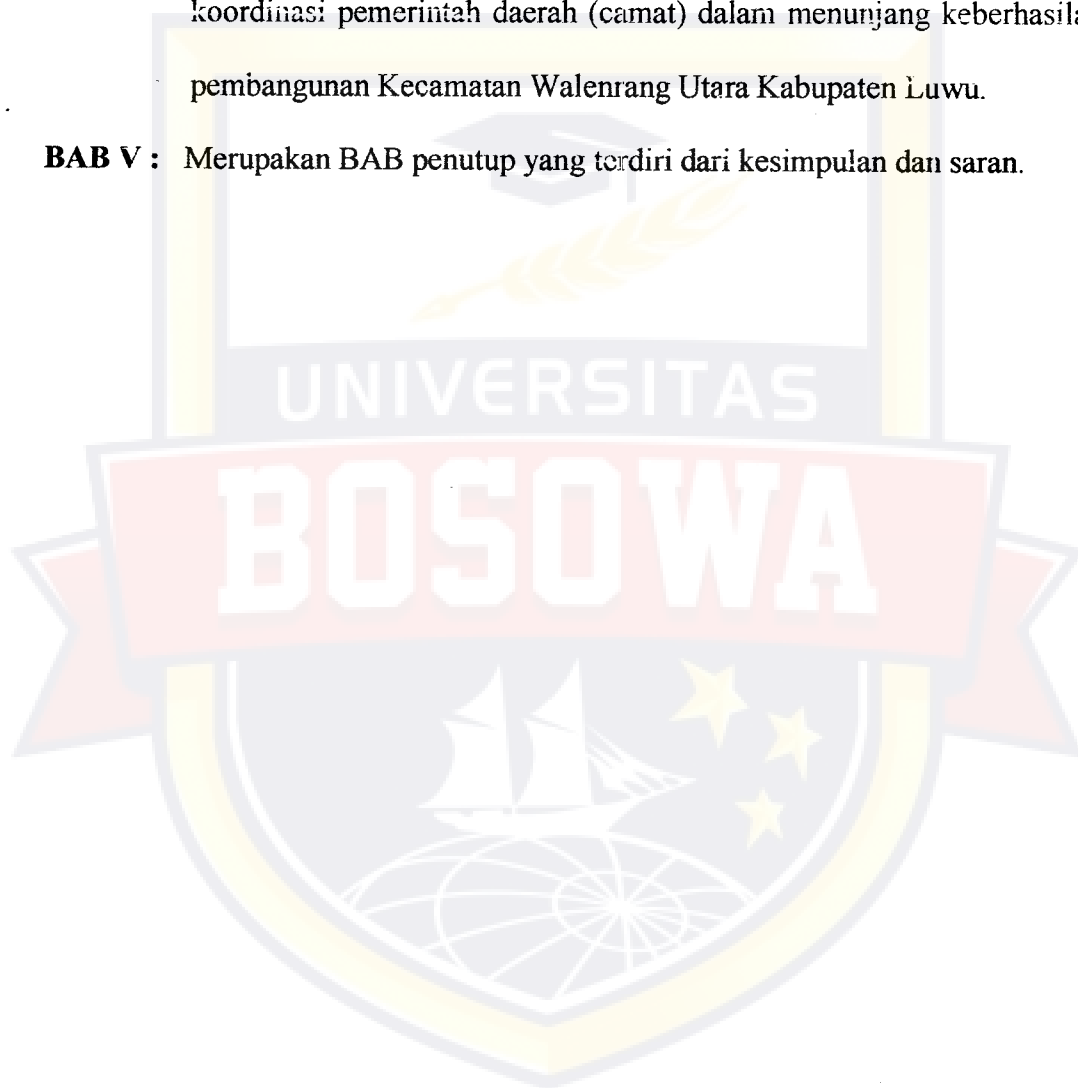 koordinasi pemerintah daerah (camat) dalam menunjang
pembangunan Kecamatan Walenrang Utara Kabupaten Luwu.
BAB V : Merupakan BAB penutup yang terdiri dari kesimpulan dan saran.
UNIVERSITAS
BOSOWA